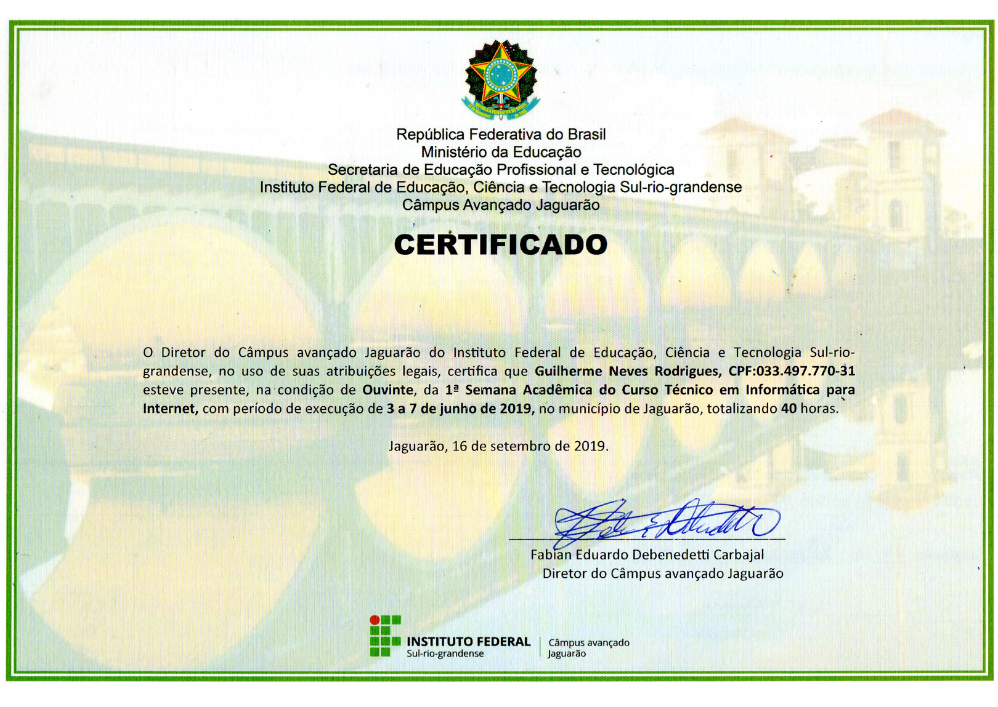 República Federativa do Brasil
Ministério da Educação
Secretaria de Educação Profissional e Tecnológica
Instituto Federal de Educação, Ciência e Tecnologia Sul-rio-grandense
Câmpus Avançado Jaguarão
CERTIFICADO
O Diretor do Câmpus avançado Jaguarão do Instituto Federal de Educação, Ciência e Tecnologia Sul-rio-
grandense, no uso de suas atribuições legais, certifica que Guilherme Neves Rodrigues, CPF:033.497.770-31
esteve presente, na condição de Ouvinte, da 1ª Semana Acadêmica do Curso Técnico em Informática para
Internet, com período de execução de 3 a 7 de junho de 2019, no município de Jaguarão, totalizando 40 horas.
Jaguarão, 16 de setembro de 2019.
Fabian Eduardo Debenedetti Carbajal
Diretor do Câmpus avançado Jaguarão
INSTITUTO FEDERAL
Sul-rio-grandense
Câmpus avançado
Jaguarão